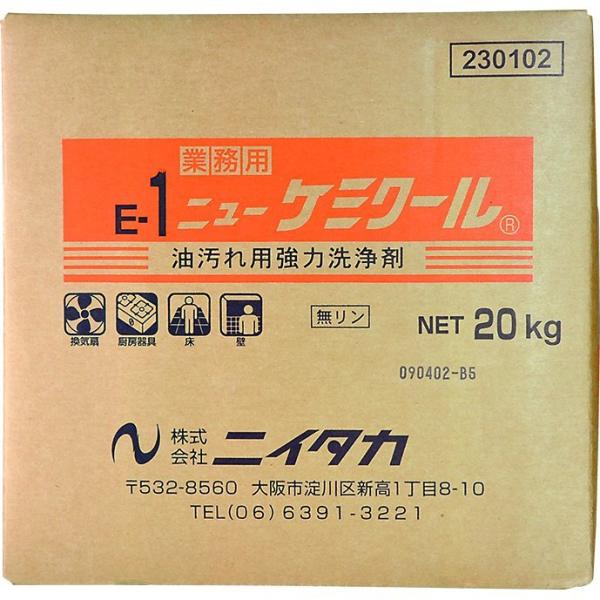 230102
業務用
E-1 ニューケミクール®
油汚れ用強力洗浄剤
換気扇 厨房器具 床 壁
無リン
NET 20kg
090402-B5
株式会社 ニイタカ
〒532-8560 大阪市淀川区新高1丁目8-10
TEL(06)6391-3221